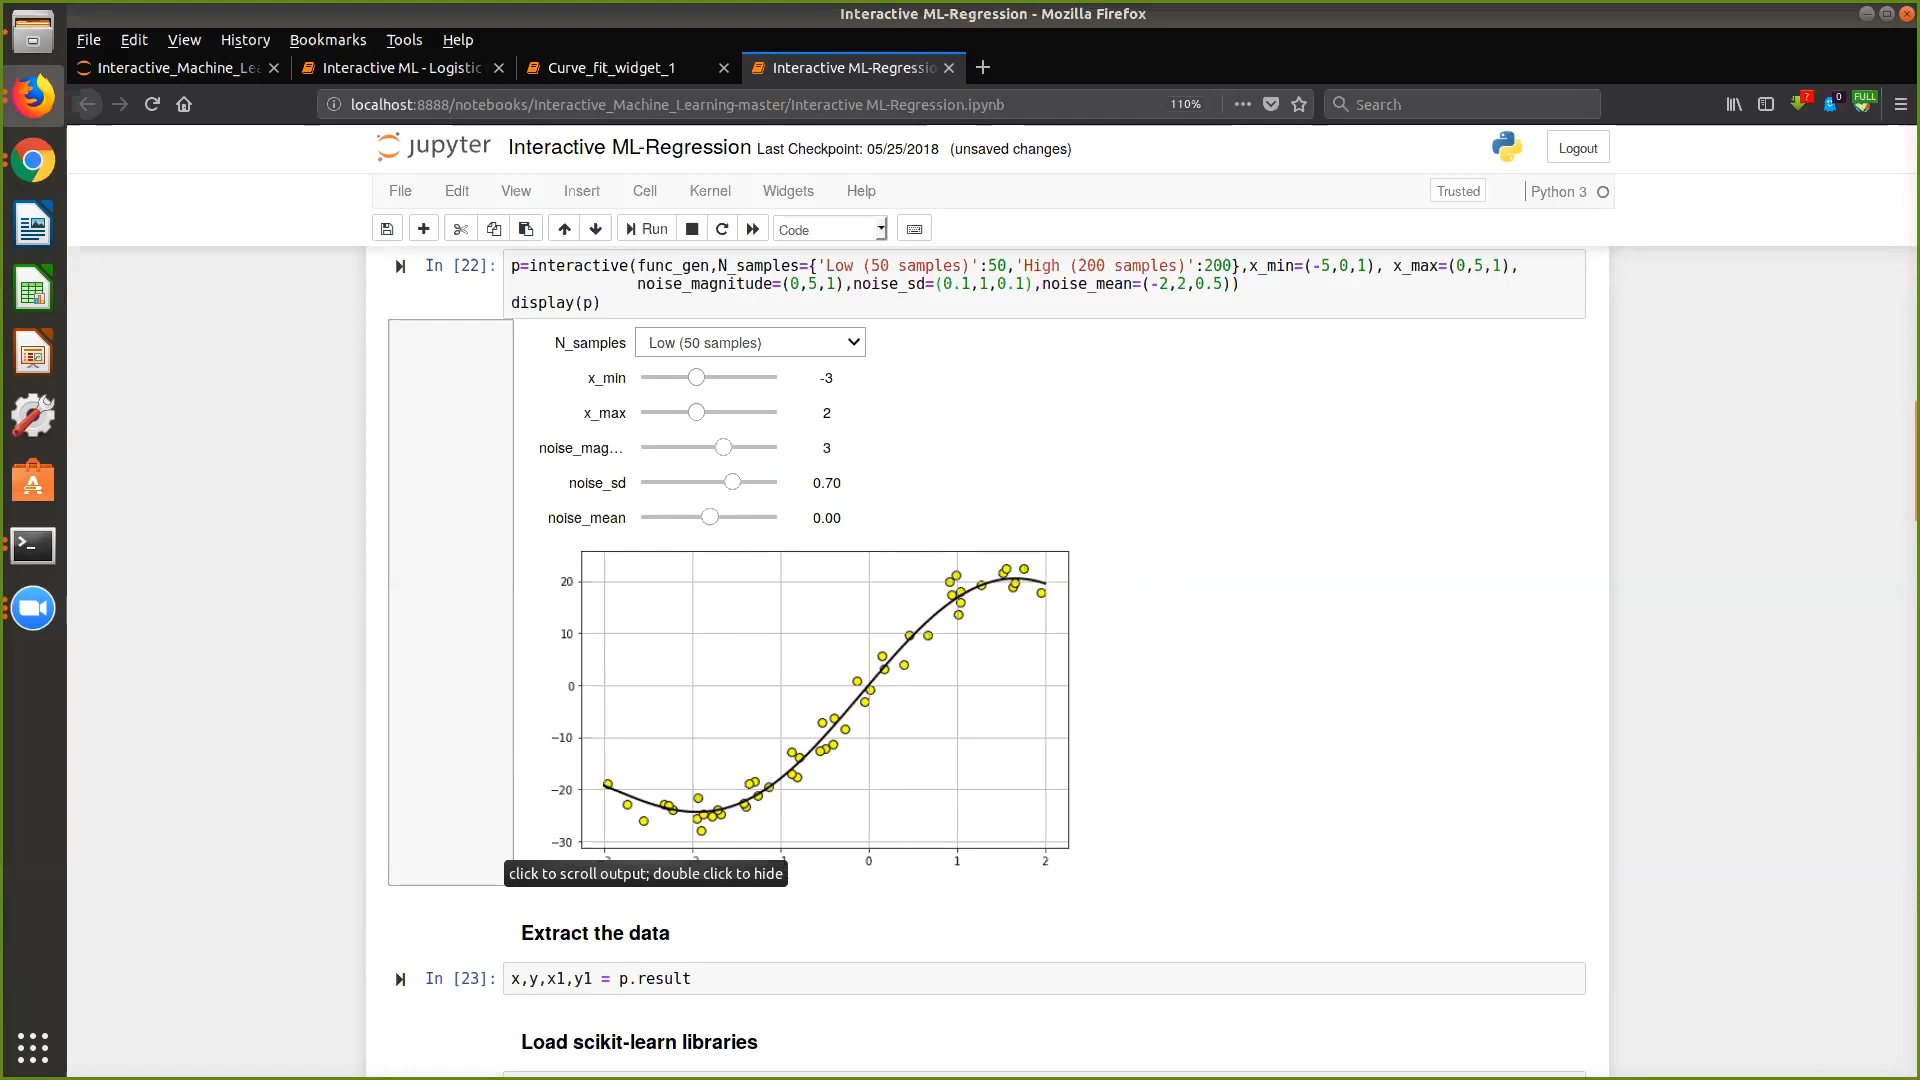 Interactive ML-Regression - Mozilla Firefox
File Edit View History Bookmarks Tools Help
Interactive_Machine_Le
Interactive ML - Logistic
Curve_fit_widget_1
Interactive ML-Regressio
localhost:8888/notebooks/Interactive_Machine_Learning-master/Interactive ML-Regression.ipynb
110%
Search
?
0
FULL
jupyter Interactive ML-Regression Last Checkpoint: 05/25/2018 (unsaved changes)
Logout
File Edit View Insert Cell Kernel Widgets Help
Trusted
Python 3
Run
Code
In [22]: p=interactive(func_gen,N_samples={'Low (50 samples)':50,'High (200 samples)':200},x_min=(-5,0,1), x_max=(0,5,1),
noise_magnitude=(0,5,1),noise_sd=(0.1,1,0.1),noise_mean=(-2,2,0.5))
display(p)
N_samples Low (50 samples)
x_min -3
x_max 2
noise_mag... 3
noise_sd 0.70
noise_mean 0.00
20
10
0
−10
−20
−30
0 1 2
click to scroll output; double click to hide
Extract the data
In [23]: x,y,x1,y1 = p.result
Load scikit-learn libraries